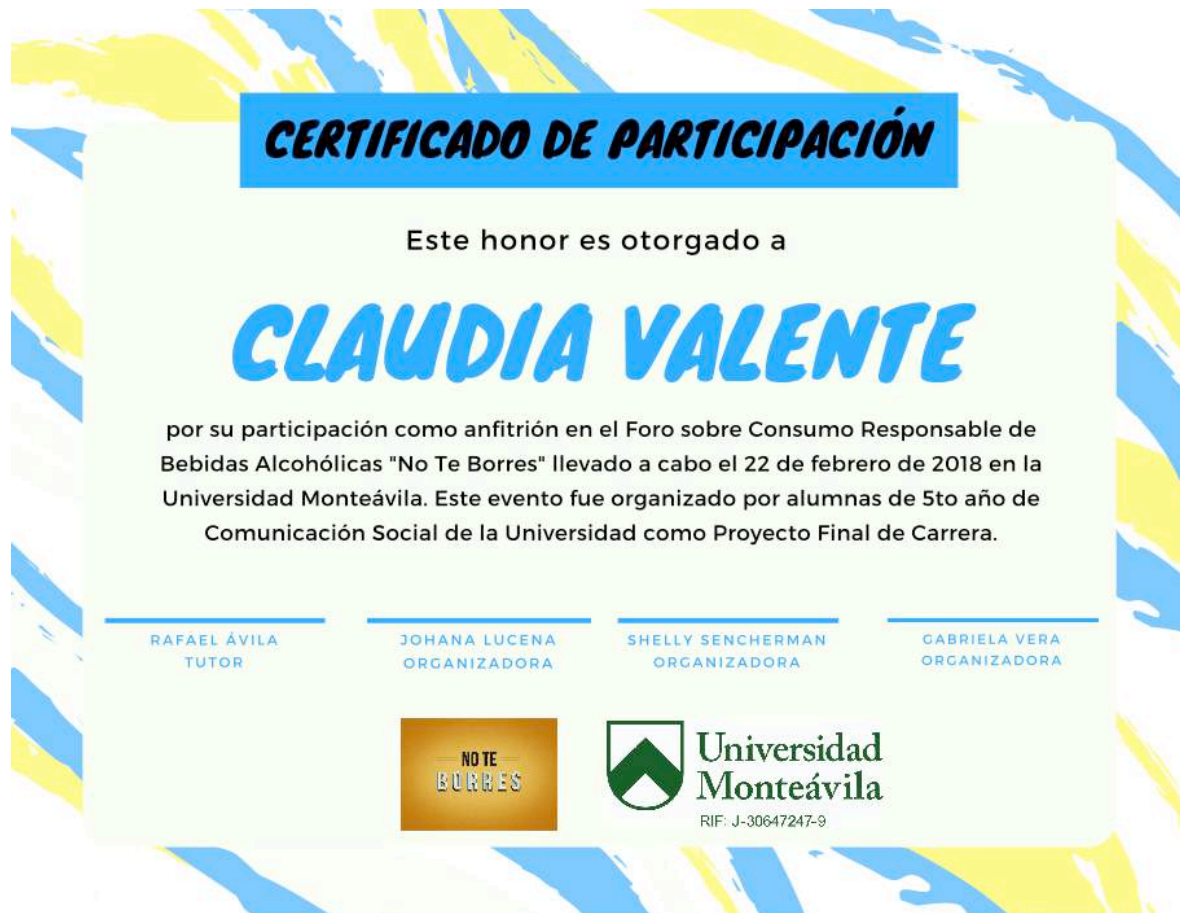 CERTIFICADO DE PARTICIPACIÓN
Este honor es otorgado a
CLAUDIA VALENTE
por su participación como anfitrión en el Foro sobre Consumo Responsable de
Bebidas Alcohólicas "No Te Borres" llevado a cabo el 22 de febrero de 2018 en la
Universidad Monteávila. Este evento fue organizado por alumnas de 5to año de
Comunicación Social de la Universidad como Proyecto Final de Carrera.
RAFAEL ÁVILA
TUTOR
JOHANA LUCENA
ORGANIZADORA
SHELLY SENCHERMAN
ORGANIZADORA
GABRIELA VERA
ORGANIZADORA
NO TE
BORRES
Universidad
Monteávila
RIF: J-30647247-9